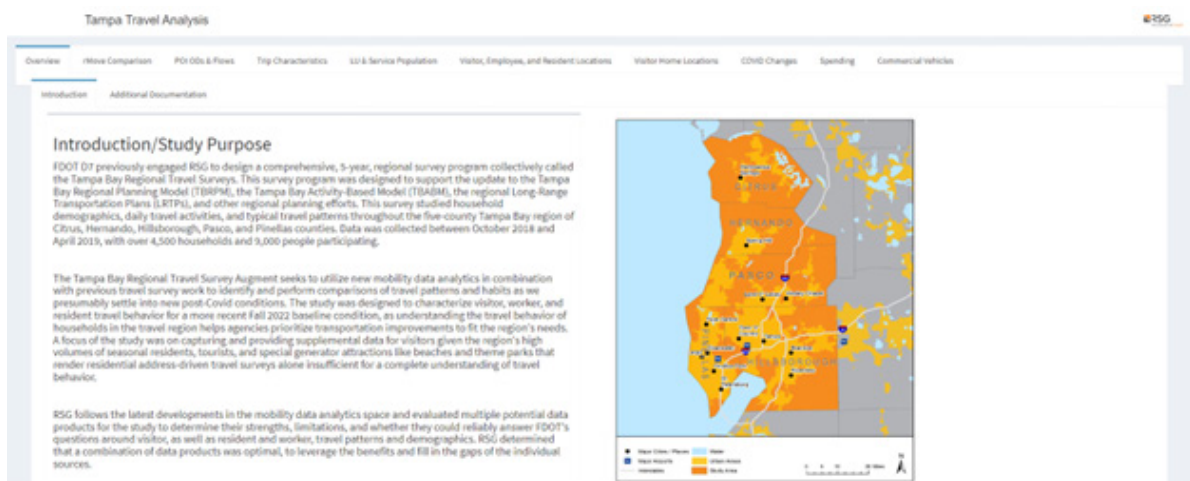 Tampa Travel Analysis
RSG
Overview rMove Comparison POI ODs & Flows Trip Characteristics LU & Service Population Visitor, Employee, and Resident Locations Visitor Home Locations COVID Changes Spending Commercial Vehicles
Introduction Additional Documentation
Introduction/Study Purpose
FDOT D7 previously engaged RSG to design a comprehensive, 5-year, regional survey program collectively called
the Tampa Bay Regional Travel Surveys. This survey program was designed to support the update to the Tampa
Bay Regional Planning Model (TBRPM), the Tampa Bay Activity-Based Model (TBABM), the regional Long-Range
Transportation Plans (LRTPs), and other regional planning efforts. This survey studied household
demographics, daily travel activities, and typical travel patterns throughout the five-county Tampa Bay region of
Citrus, Hernando, Hillsborough, Pasco, and Pinellas counties. Data was collected between October 2018 and
April 2019, with over 4,500 households and 9,000 people participating.
The Tampa Bay Regional Travel Survey Augment seeks to utilize new mobility data analytics in combination
with previous travel survey work to identify and perform comparisons of travel patterns and habits as we
presumably settle into new post-Covid conditions. The study was designed to characterize visitor, worker, and
resident travel behavior for a more recent Fall 2022 baseline condition, as understanding the travel behavior of
households in the travel region helps agencies prioritize transportation improvements to fit the region's needs.
A focus of the study was on capturing and providing supplemental data for visitors given the region's high
volumes of seasonal residents, tourists, and special generator attractions like beaches and theme parks that
render residential address-driven travel surveys alone insufficient for a complete understanding of travel
behavior.
RSG follows the latest developments in the mobility data analytics space and evaluated multiple potential data
products for the study to determine their strengths, limitations, and whether they could reliably answer FDOT's
questions around visitor, as well as resident and worker, travel patterns and demographics. RSG determined
that a combination of data products was optimal, to leverage the benefits and fill in the gaps of the individual
sources.
CITRUS
HERNANDO
PASCO
PINELLAS
HILLSBOROUGH
Petersburg
Major Cities / Places Water
Major Airports Urban Areas
Interstates Study Area
N